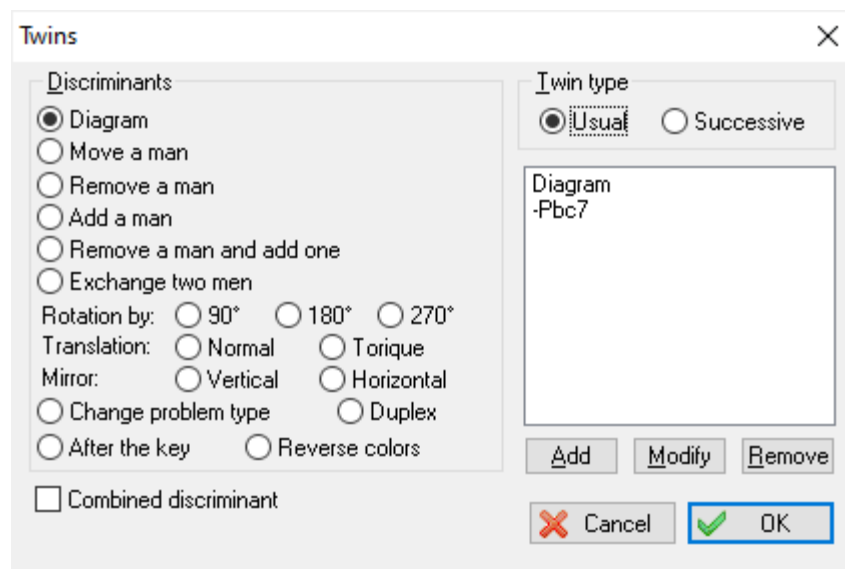 Twins
Discriminants
Diagram
Move a man
Remove a man
Add a man
Remove a man and add one
Exchange two men
Rotation by: 90° 180° 270°
Translation: Normal Torique
Mirror: Vertical Horizontal
Change problem type Duplex
After the key Reverse colors
Combined discriminant
Twin type
Usual Successive
Diagram
-Pbc7
Add Modify Remove
Cancel OK